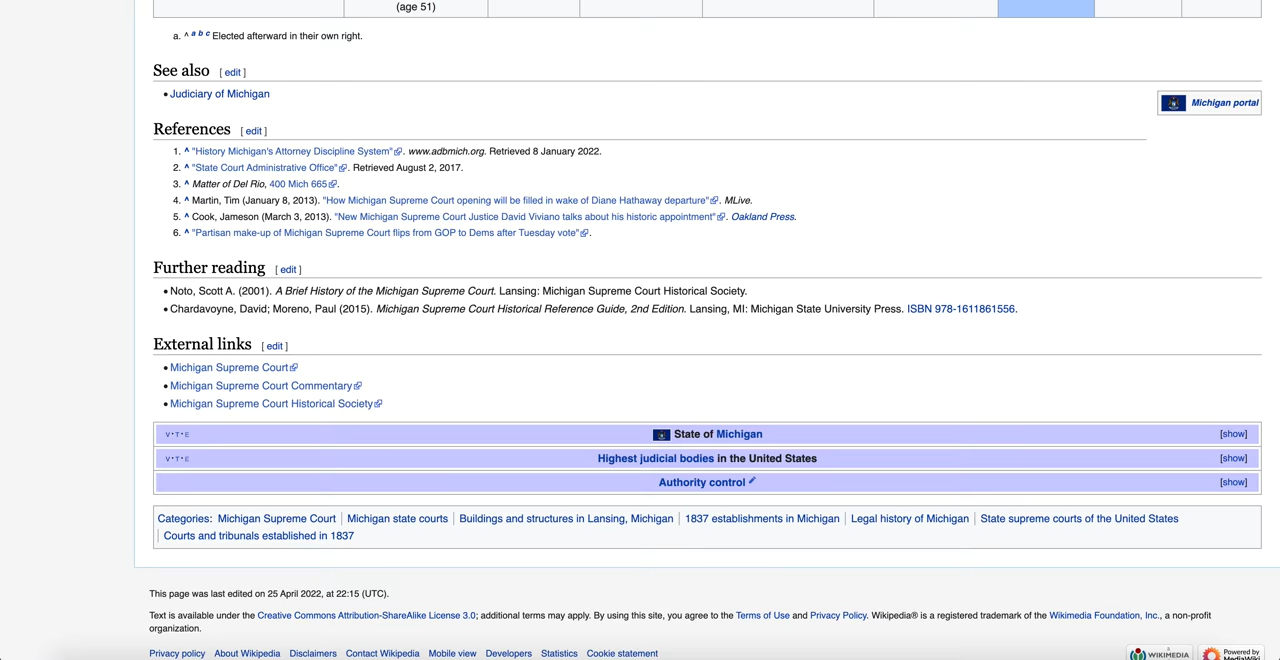 (age 51)
a. ^ a b c Elected afterward in their own right.
See also [ edit ]
• Judiciary of Michigan
Michigan portal
References [ edit ]
1. ^ "History Michigan's Attorney Discipline System". www.adbmich.org. Retrieved 8 January 2022.
2. ^ "State Court Administrative Office". Retrieved August 2, 2017.
3. ^ Matter of Del Rio, 400 Mich 665.
4. ^ Martin, Tim (January 8, 2013). "How Michigan Supreme Court opening will be filled in wake of Diane Hathaway departure". MLive.
5. ^ Cook, Jameson (March 3, 2013). "New Michigan Supreme Court Justice David Viviano talks about his historic appointment". Oakland Press.
6. ^ "Partisan make-up of Michigan Supreme Court flips from GOP to Dems after Tuesday vote".
Further reading [ edit ]
• Noto, Scott A. (2001). A Brief History of the Michigan Supreme Court. Lansing: Michigan Supreme Court Historical Society.
• Chardavoyne, David; Moreno, Paul (2015). Michigan Supreme Court Historical Reference Guide, 2nd Edition. Lansing, MI: Michigan State University Press. ISBN 978-1611861556.
External links [ edit ]
• Michigan Supreme Court
• Michigan Supreme Court Commentary
• Michigan Supreme Court Historical Society
V·T·E State of Michigan [show]
V·T·E Highest judicial bodies in the United States [show]
Authority control [show]
Categories: Michigan Supreme Court | Michigan state courts | Buildings and structures in Lansing, Michigan | 1837 establishments in Michigan | Legal history of Michigan | State supreme courts of the United States
| Courts and tribunals established in 1837
This page was last edited on 25 April 2022, at 22:15 (UTC).
Text is available under the Creative Commons Attribution-ShareAlike License 3.0; additional terms may apply. By using this site, you agree to the Terms of Use and Privacy Policy. Wikipedia® is a registered trademark of the Wikimedia Foundation, Inc., a non-profit
organization.
Privacy policy About Wikipedia Disclaimers Contact Wikipedia Mobile view Developers Statistics Cookie statement
A WIKIMEDIA
Powered by
MediaWiki